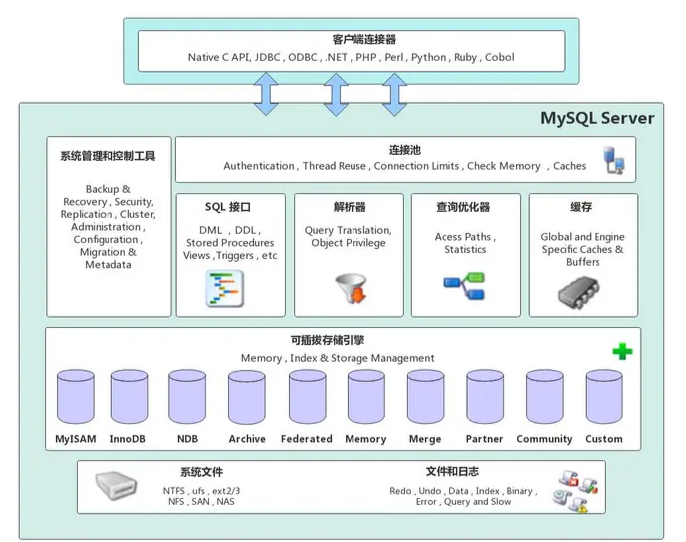 客户端连接器
Native C API, JDBC , ODBC , .NET , PHP , Perl , Python , Ruby , Cobol
MySQL Server
系统管理和控制工具
Backup &
Recovery , Security,
Replication , Cluster,
Administration ,
Configuration ,
Migration &
Metadata
连接池
Authentication , Thread Reuse , Connection Limits , Check Memory , Caches
SQL 接口
DML , DDL ,
Stored Procedures
Views ,Triggers , etc
解析器
Query Translation,
Object Privilege
查询优化器
Acess Paths ,
Statistics
缓存
Global and Engine
Specific Caches &
Buffers
可插拔存储引擎
Memory , Index & Storage Management
MyISAM InnoDB NDB Archive Federated Memory Merge Partner Community Custom
系统文件
NTFS , ufs , ext2/3
NFS , SAN , NAS
文件和日志
Redo , Undo , Data , Index , Binary ,
Error , Query and Slow